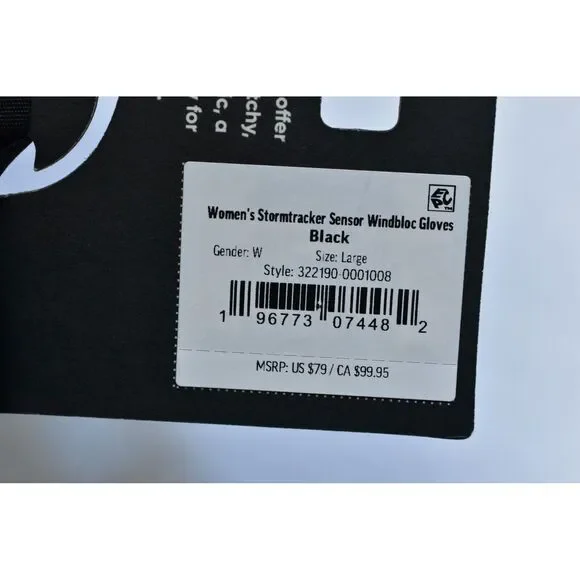 offer
tchy,
c, a
for
Women's Stormtracker Sensor Windbloc Gloves
Black
Gender: W Size: Large
Style: 322190-0001008
1 96773 07448 2
MSRP: US $79 / CA $99.95